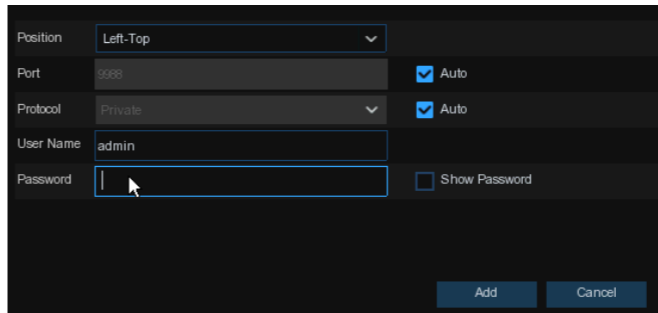 Position Left-Top
Port 9988 Auto
Protocol Private Auto
User Name admin
Password Show Password
Add Cancel